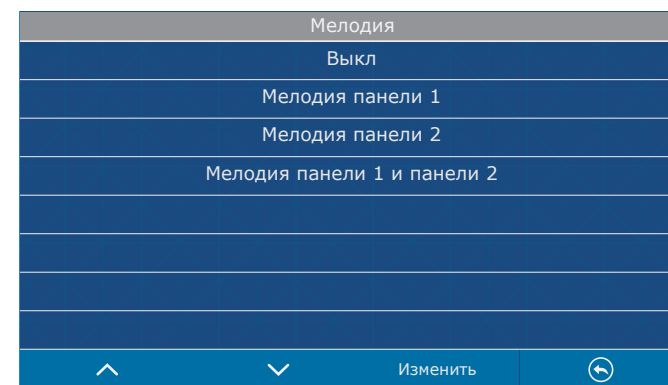 Мелодия
Выкл
Мелодия панели 1
Мелодия панели 2
Мелодия панели 1 и панели 2
Изменить